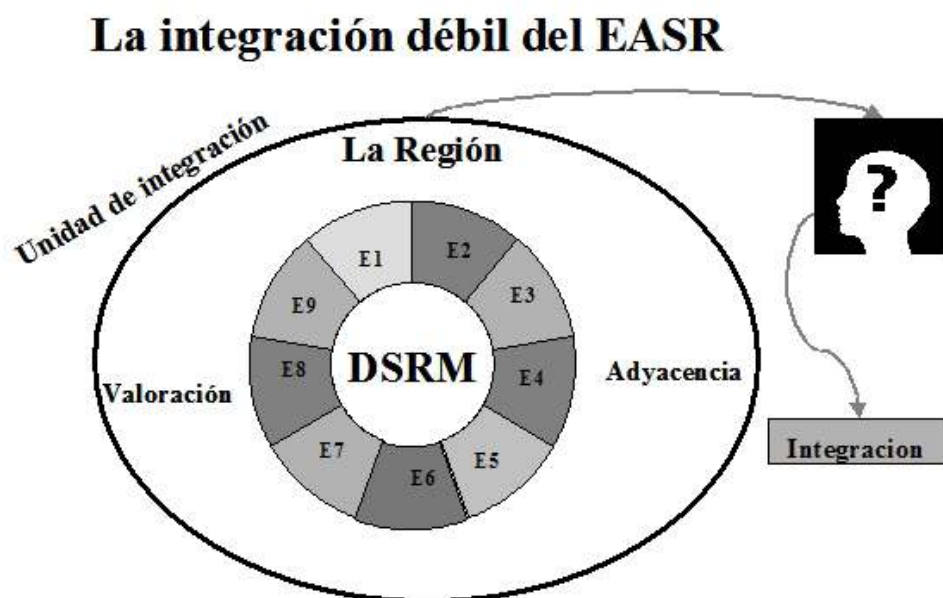 La integración débil del EASR
Unidad de integración
La Región
?
E1
E2
E3
E4
E5
E6
E7
E8
E9
DSRM
Valoración
Adyacencia
Integracion